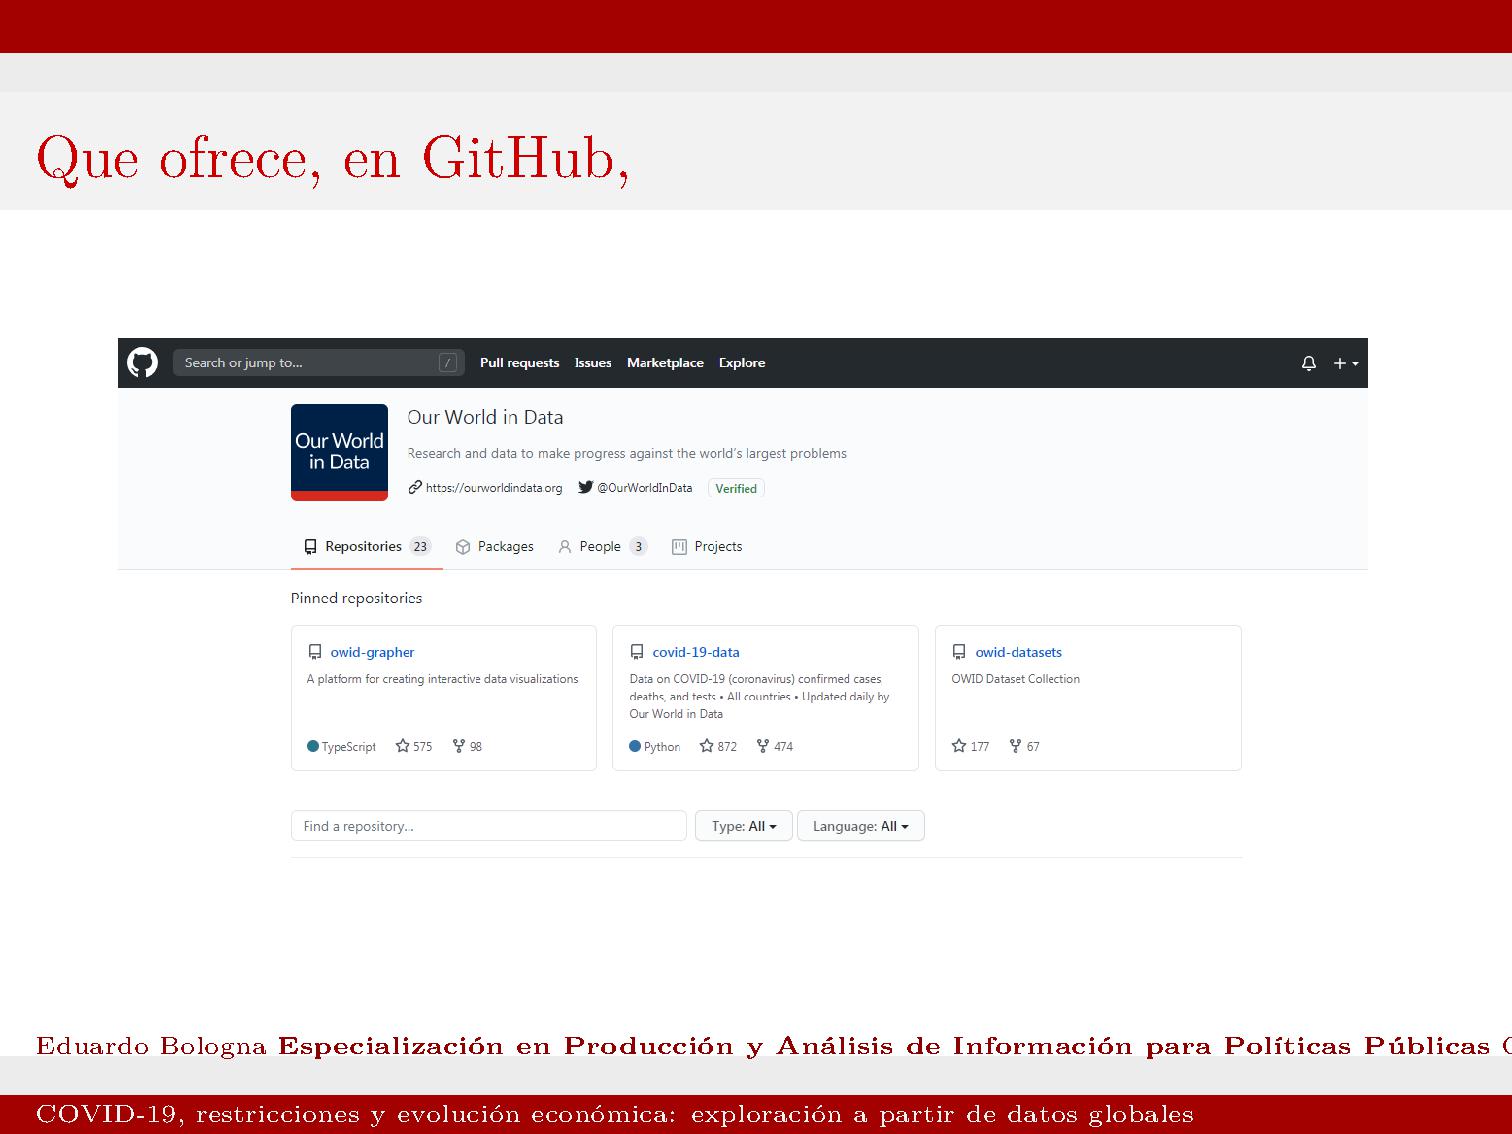 Que ofrece, en GitHub,
Search or jump to... /
Pull requests Issues Marketplace Explore
Our World
in Data
Our World in Data
Research and data to make progress against the world's largest problems
https://ourworldindata.org @OurWorldInData Verified
Repositories 23 Packages People 3 Projects
Pinned repositories
owid-grapher
A platform for creating interactive data visualizations
TypeScript 575 98
covid-19-data
Data on COVID-19 (coronavirus) confirmed cases
deaths, and tests • All countries • Updated daily by
Our World in Data
Python 872 474
owid-datasets
OWID Dataset Collection
177 67
Find a repository... Type: All Language: All
Eduardo Bologna Especialización en Producción y Análisis de Información para Políticas Públicas
COVID-19, restricciones y evolución económica: exploración a partir de datos globales